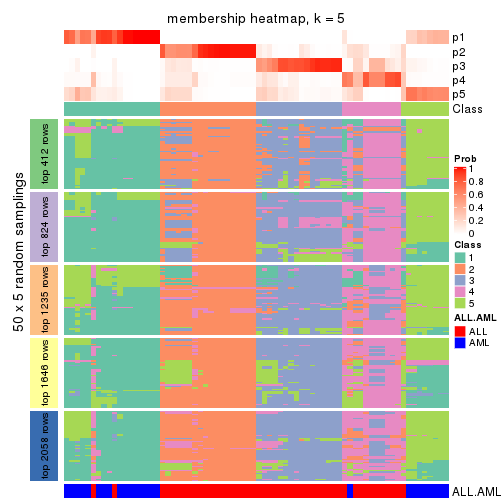 membership heatmap, k = 5
p1
p2
p3
p4
p5
Class
50 x 5 random samplings
top 412 rows
top 824 rows
top 1235 rows
top 1646 rows
top 2058 rows
Prob
0.8
0.6
0.4
0.2
0
Class
1
2
3
4
5
ALL.AML
ALL
AML
ALL.AML